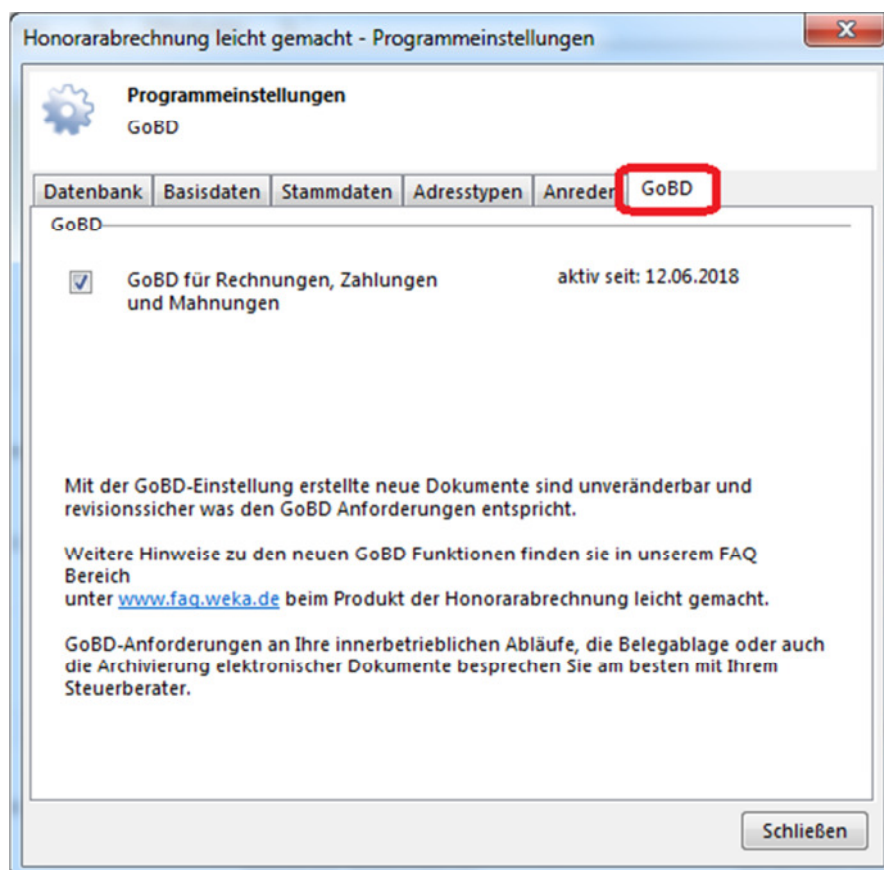 Honorarabrechnung leicht gemacht - Programmeinstellungen
Programmeinstellungen
GoBD
Datenbank Basisdaten Stammdaten Adresstypen Anreden GoBD
GoBD
GoBD für Rechnungen, Zahlungen aktiv seit: 12.06.2018
und Mahnungen
Mit der GoBD-Einstellung erstellte neue Dokumente sind unveränderbar und
revisionssicher was den GoBD Anforderungen entspricht.
Weitere Hinweise zu den neuen GoBD Funktionen finden sie in unserem FAQ
Bereich
unter www.faq.weka.de beim Produkt der Honorarabrechnung leicht gemacht.
GoBD-Anforderungen an Ihre innerbetrieblichen Abläufe, die Belegablage oder auch
die Archivierung elektronischer Dokumente besprechen Sie am besten mit Ihrem
Steuerberater.
Schließen